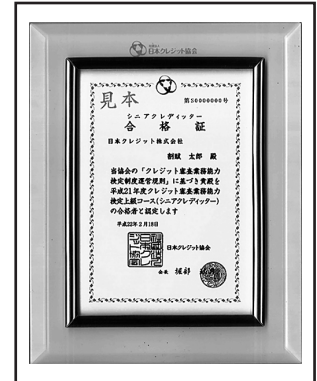 日本クレジット協会
見本
第S0000000号
シニアクレディッター
合格証
日本クレジット株式会社
割賦 太郎 殿
当協会の「クレジット審査業務能力
検定制度運営規則」に基づき貴殿を
平成21年度クレジット審査業務能力
検定上級コース(シニアクレディッター)
の合格者と認定します
平成22年2月18日
日本クレジット協会
会長